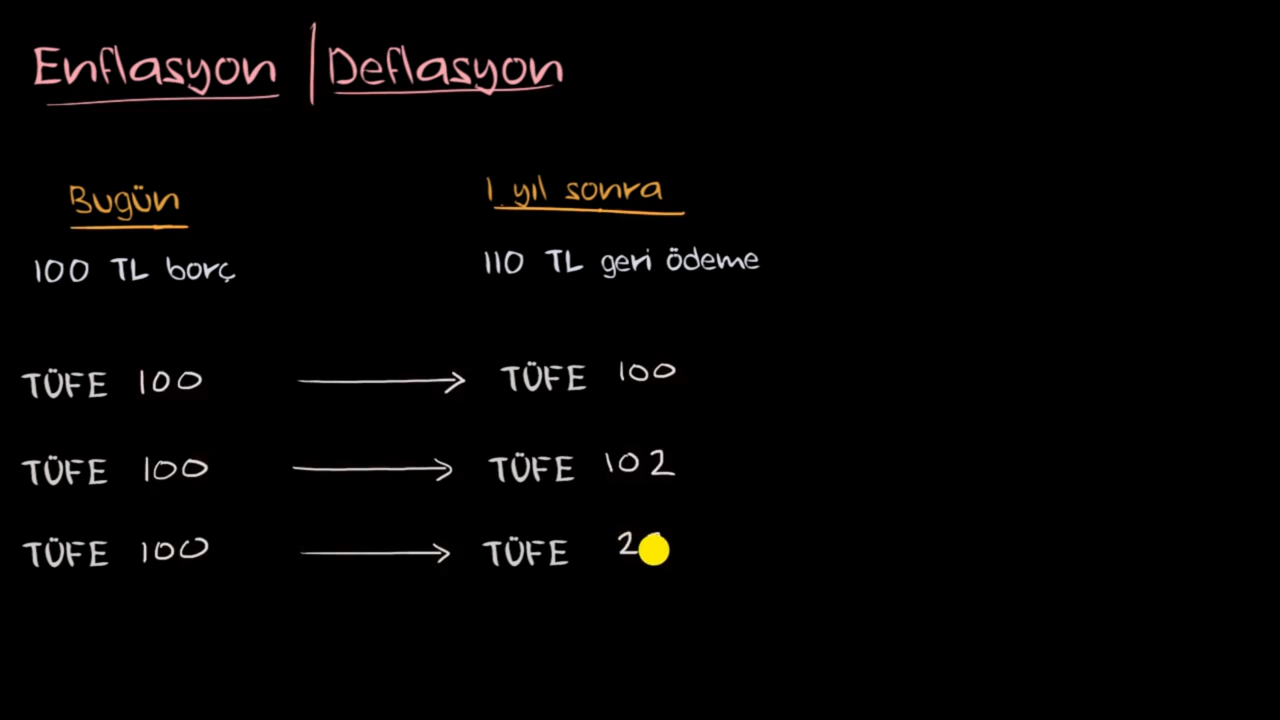 Enflasyon | Deflasyon
Bugün 1 yıl sonra
100 TL borç 110 TL geri ödeme
TÜFE 100 → TÜFE 100
TÜFE 100 → TÜFE 102
TÜFE 100 → TÜFE 2